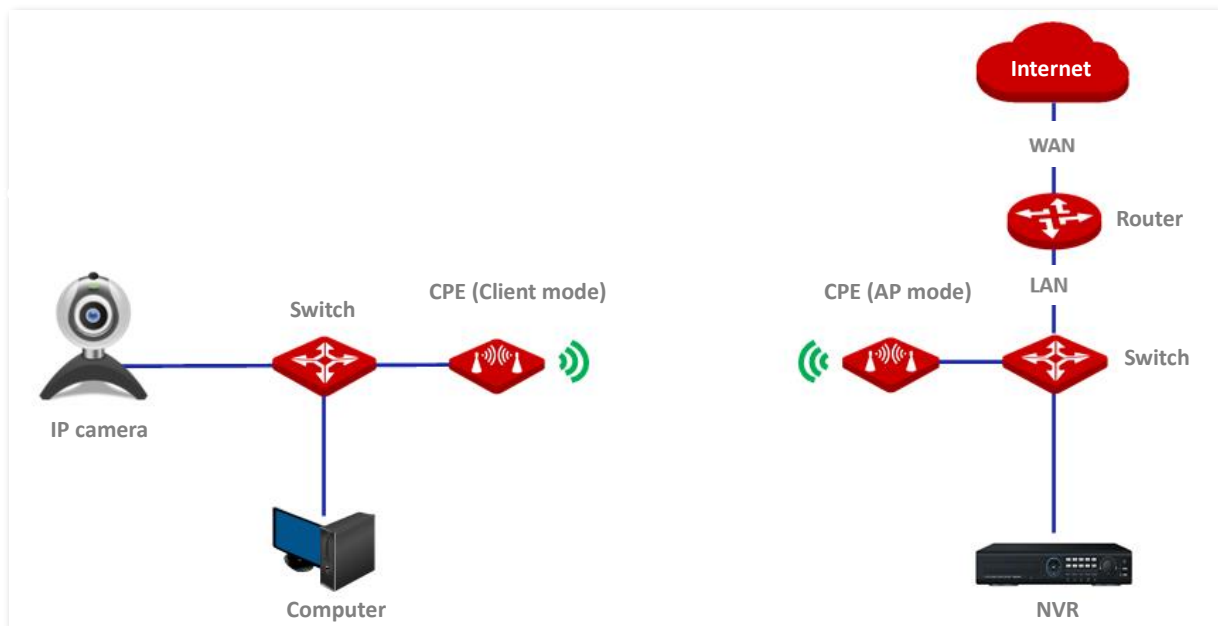 Internet
WAN
Router
CPE (Client mode)
CPE (AP mode)
LAN
Switch
Switch
IP camera
Computer
NVR